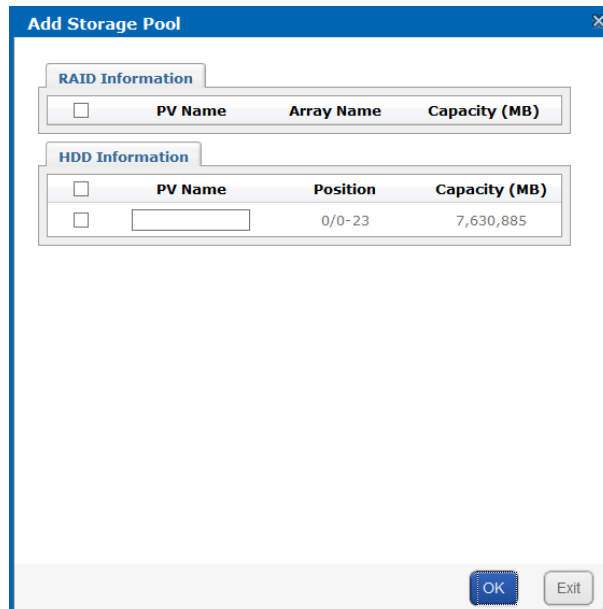 Add Storage Pool
RAID Information
PV Name Array Name Capacity (MB)
HDD Information
PV Name Position Capacity (MB)
0/0-23 7,630,885
OK Exit